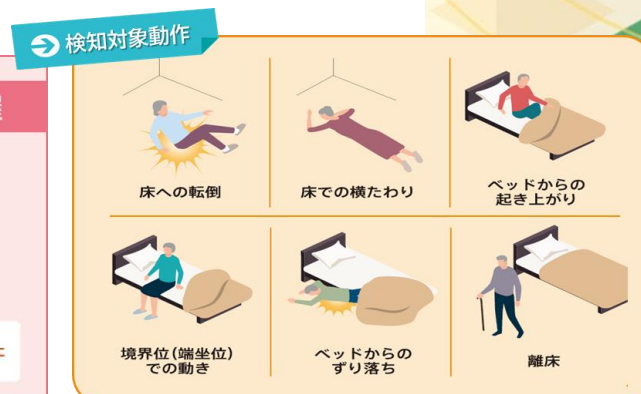 検知対象動作
床への転倒
床での横たわり
ベッドからの
起き上がり
境界位(端坐位)
での動き
ベッドからの
ずり落ち
離床